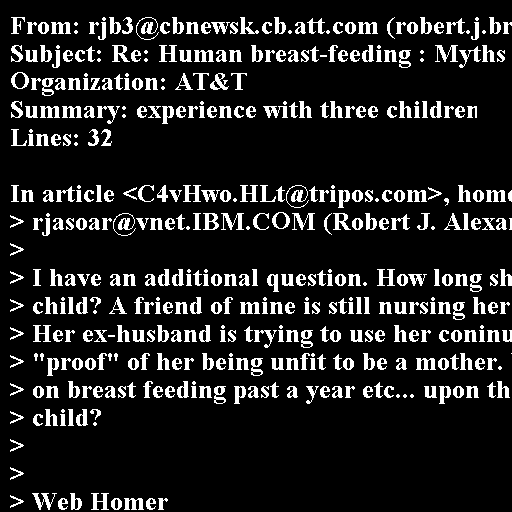 From: rjb3@cbnewsk.cb.att.com (robert.j.br
Subject: Re: Human breast-feeding : Myths
Organization: AT&T
Summary: experience with three children
Lines: 32

In article <C4vHwo.HLt@tripos.com>, home
> rjasoar@vnet.IBM.COM (Robert J. Alexa
>
> I have an additional question. How long sh
> child? A friend of mine is still nursing her
> Her ex-husband is trying to use her coninu
> "proof" of her being unfit to be a mother.
> on breast feeding past a year etc... upon th
> child?
>
>
> Web Homer